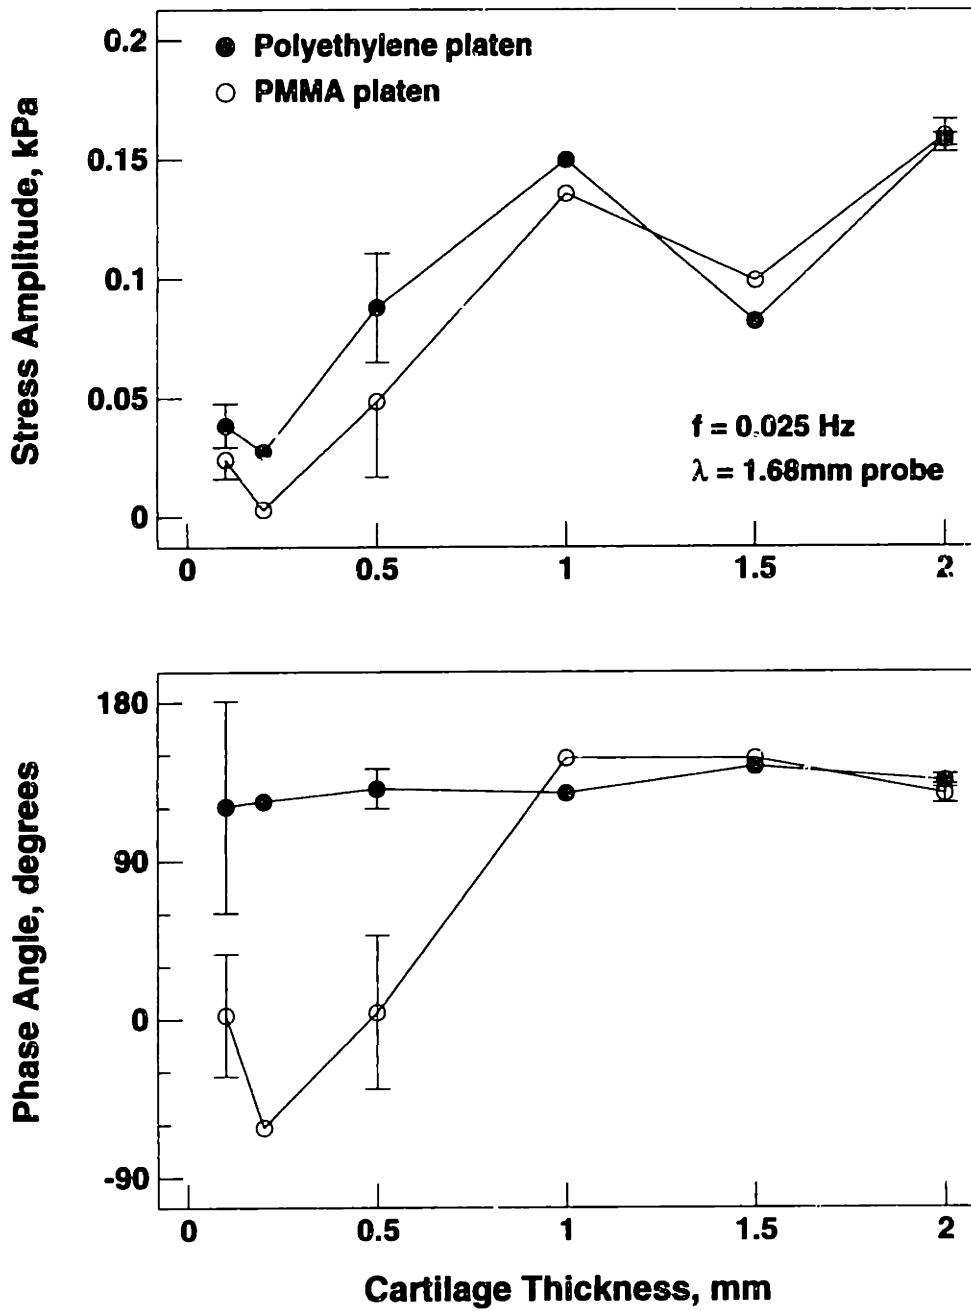 Stress Amplitude, kPa
0.2
0.15
0.1
0.05
0
Polyethylene platen
PMMA platen
f = 0.025 Hz
λ = 1.68mm probe
0 0.5 1 1.5 2
Phase Angle, degrees
180
90
0
-90
0 0.5 1 1.5 2
Cartilage Thickness, mm